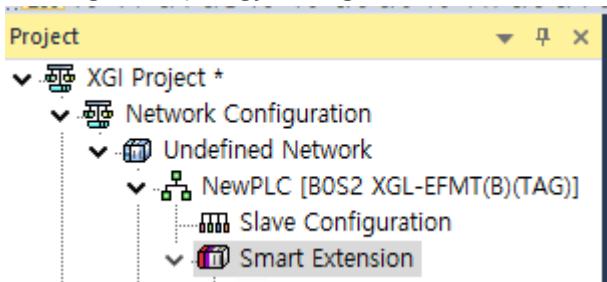 Project
XGI Project *
Network Configuration
Undefined Network
NewPLC [B0S2 XGL-EFMT(B)(TAG)]
Slave Configuration
Smart Extension